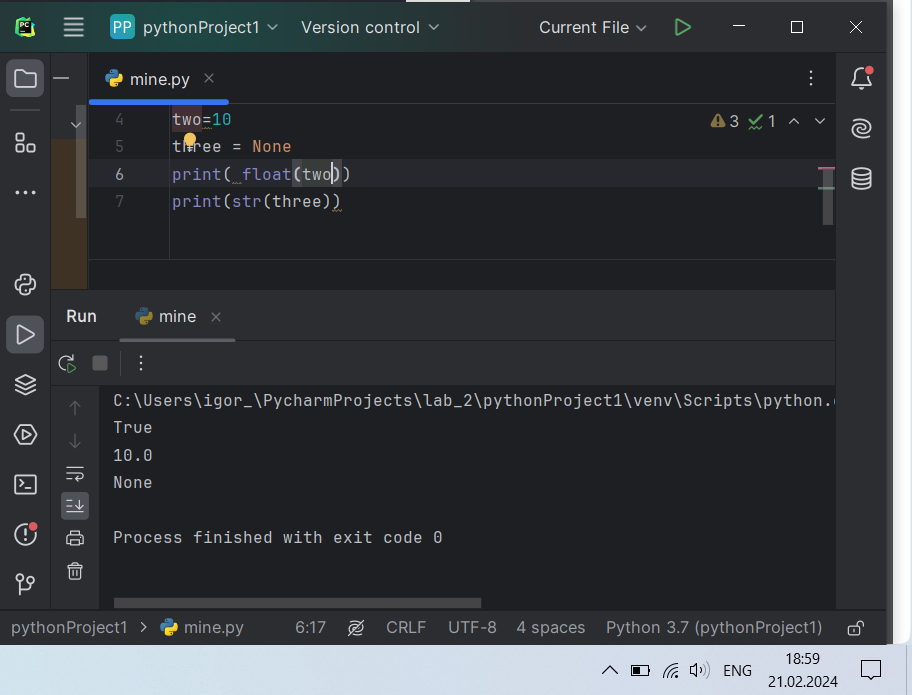 PC
PP pythonProject1 Version control Current File
mine.py
4 two=10 3 1
5 three = None
6 print( float(two))
7 print(str(three))
Run mine
C:\Users\igor_\PycharmProjects\lab_2\pythonProject1\venv\Scripts\python.
True
10.0
None
Process finished with exit code 0
pythonProject1 > mine.py 6:17 CRLF UTF-8 4 spaces Python 3.7 (pythonProject1)
ENG 18:59
21.02.2024